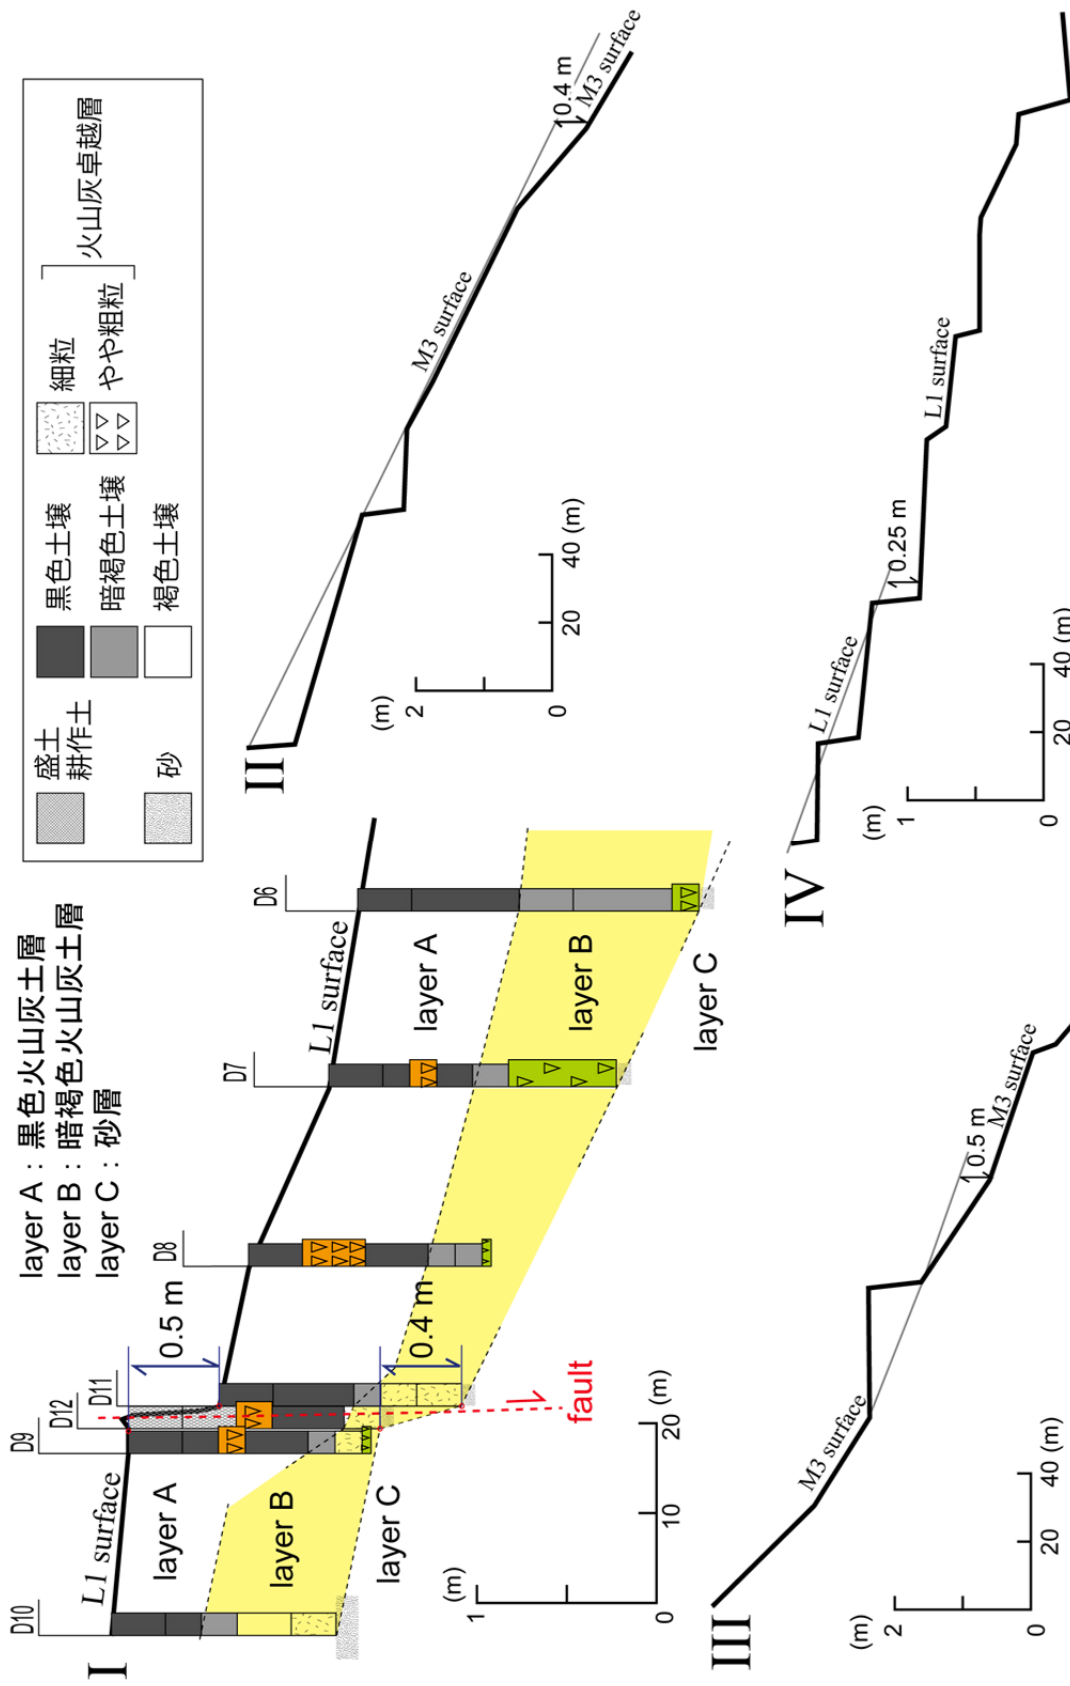 layer A : 黒色火山灰土層
layer B : 暗褐色火山灰土層
layer C : 砂層
盛土
耕作土
砂
黒色土壌
暗褐色土壌
褐色土壌
細粒
やや粗粒
火山灰卓越層
I
D10
D9
D12
D11
D8
D7
D6
L1 surface
L1 surface
layer A
layer B
layer C
layer A
layer B
layer C
0.5 m
0.4 m
fault
(m)
1
0
10
20 (m)
II
M3 surface
M3 surface
0.4 m
(m)
2
0
20
40 (m)
III
M3 surface
M3 surface
0.5 m
(m)
2
0
20
40 (m)
IV
L1 surface
L1 surface
0.25 m
(m)
1
0
20
40 (m)